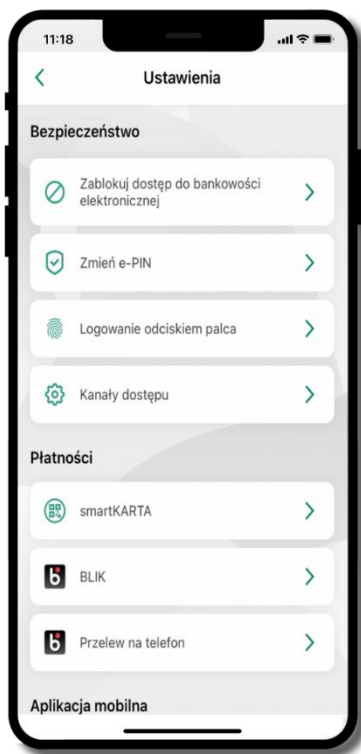 11:18
Ustawienia
Bezpieczeństwo
Zablokuj dostęp do bankowości
elektronicznej
Zmień e-PIN
Logowanie odciskiem palca
Kanały dostępu
Płatności
smartKARTA
BLIK
Przelew na telefon
Aplikacja mobilna